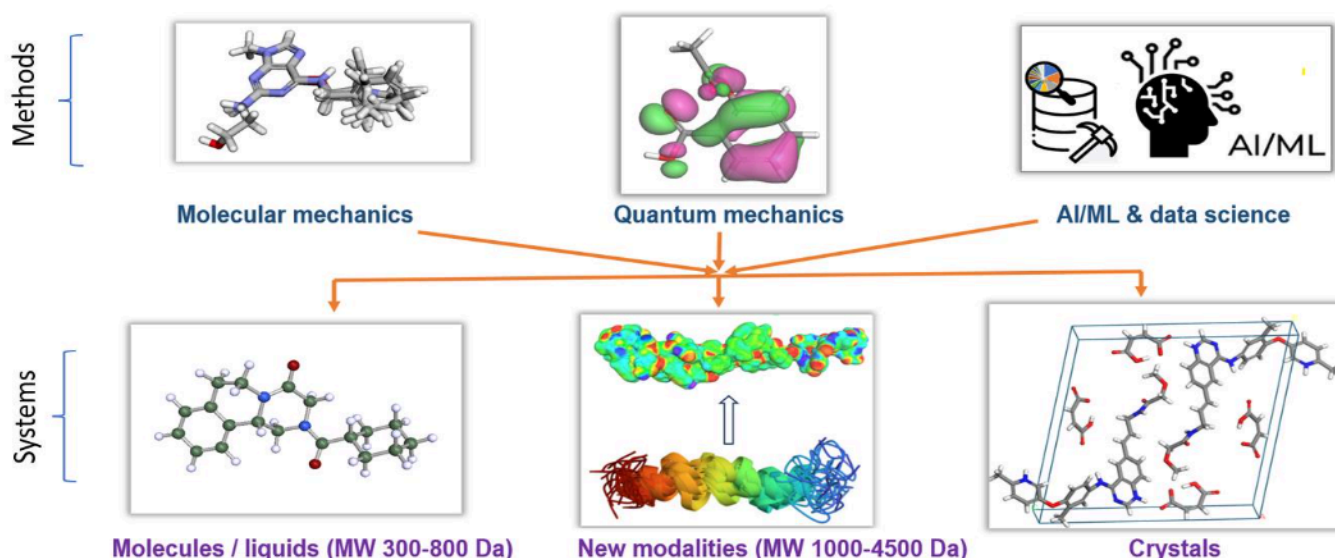 Methods
AI/ML
Molecular mechanics
Quantum mechanics
AI/ML & data science
Systems
Molecules / liquids (MW 300-800 Da)
New modalities (MW 1000-4500 Da)
Crystals